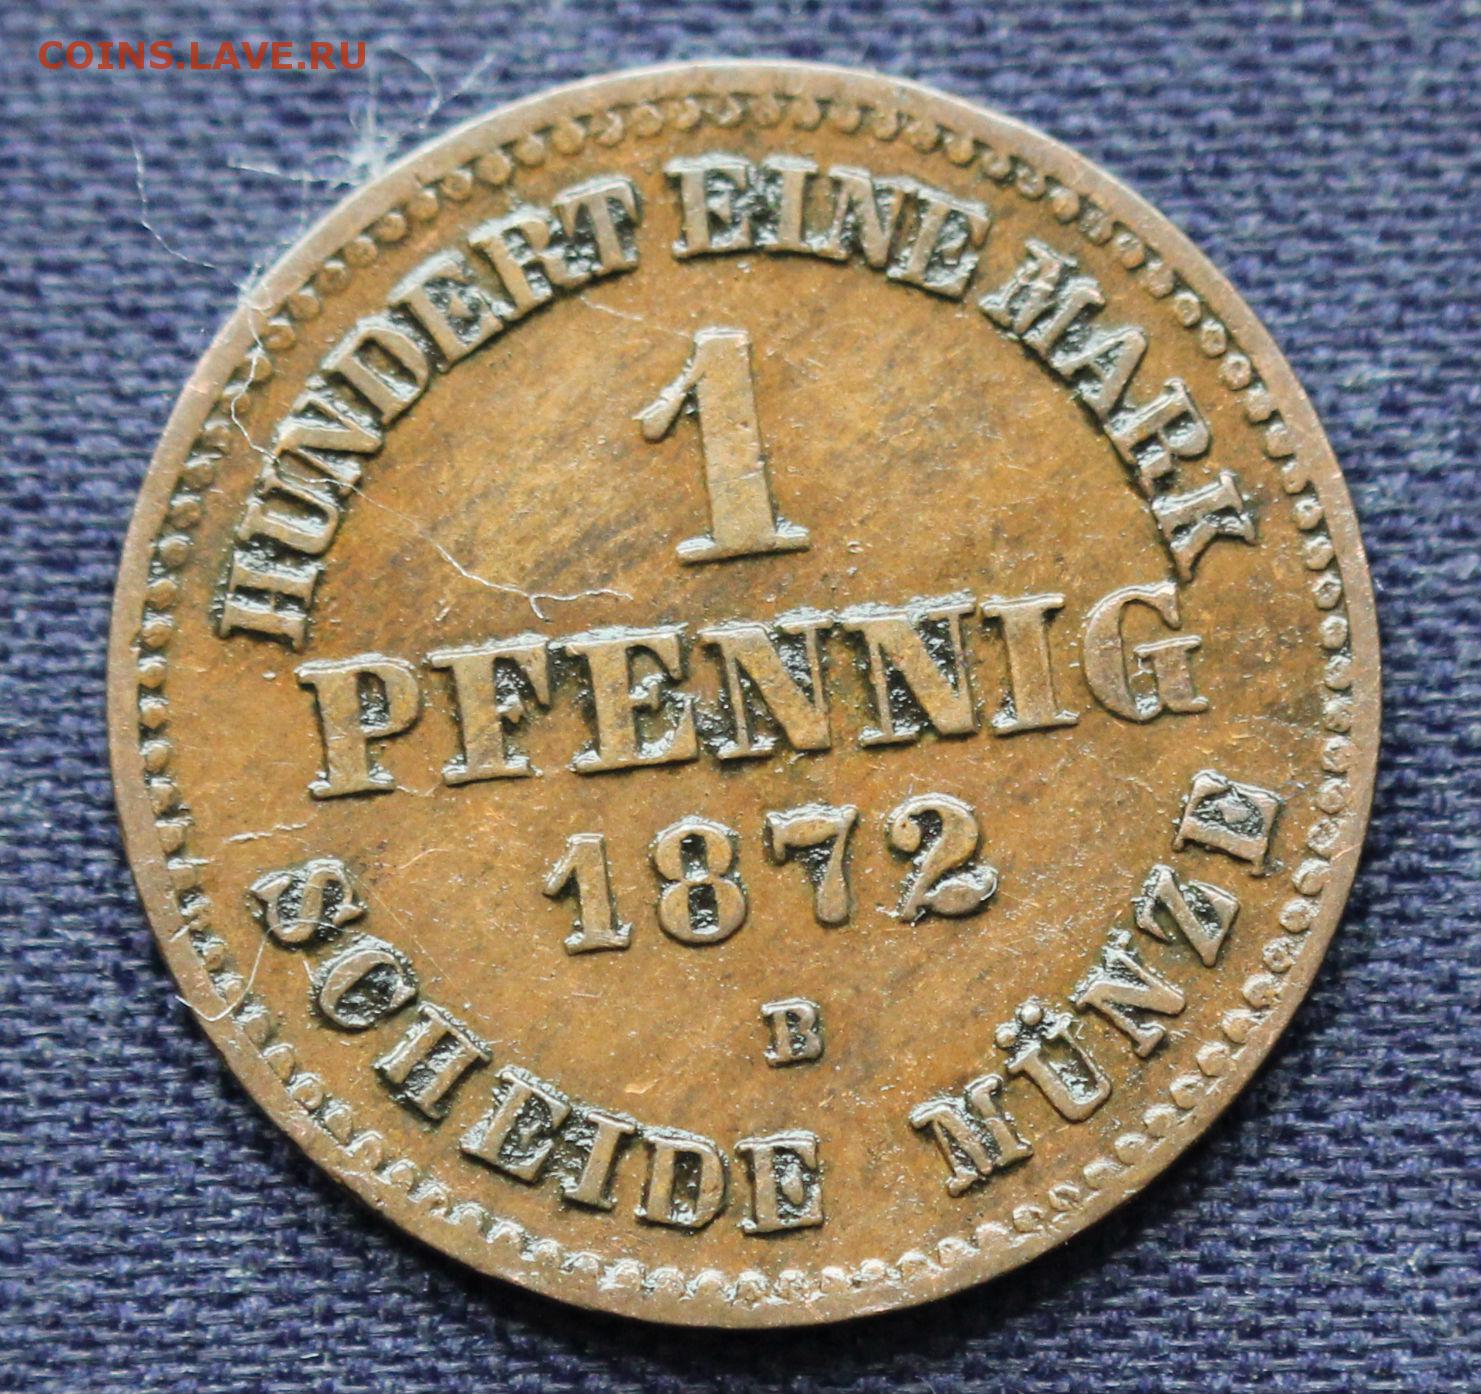 COINS.LAVE.RU
HUNDERT EINE MARK
1
PFENNIG
1872
B
SCHEIDE MÜNZE